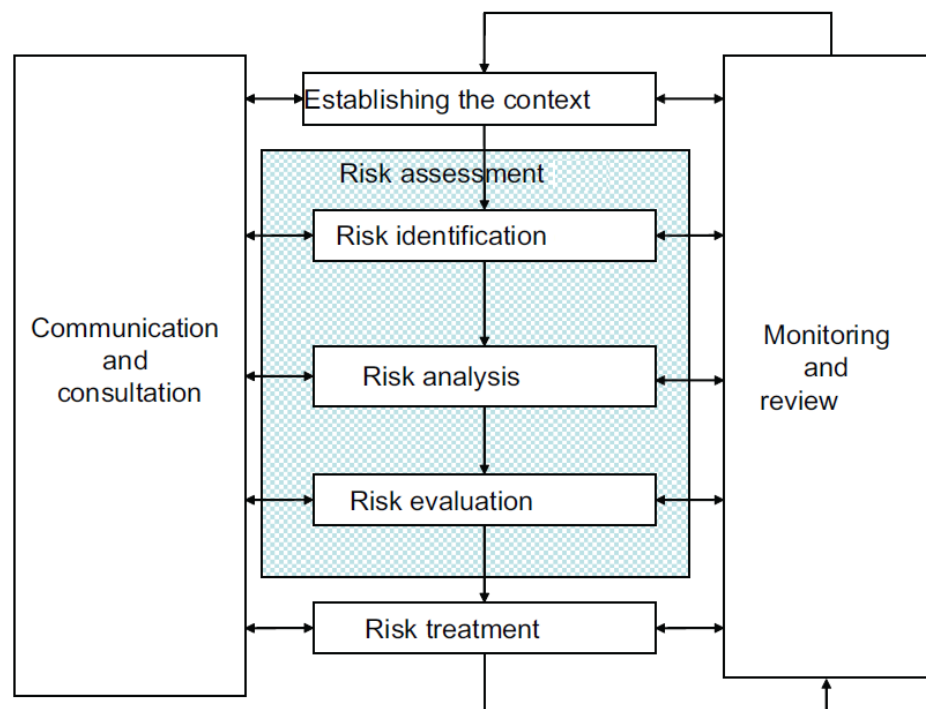 Establishing the context
Risk assessment
Risk identification
Communication
and
consultation
Risk analysis
Monitoring
and
review
Risk evaluation
Risk treatment